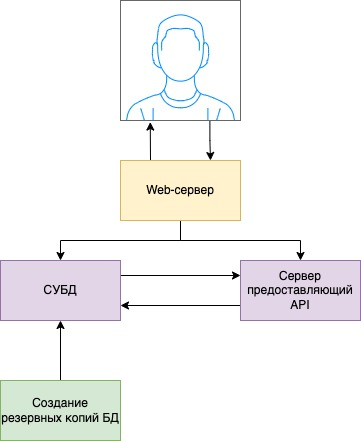 Web-сервер
СУБД
Сервер
предоставляющий
API
Создание
резервных копий БД